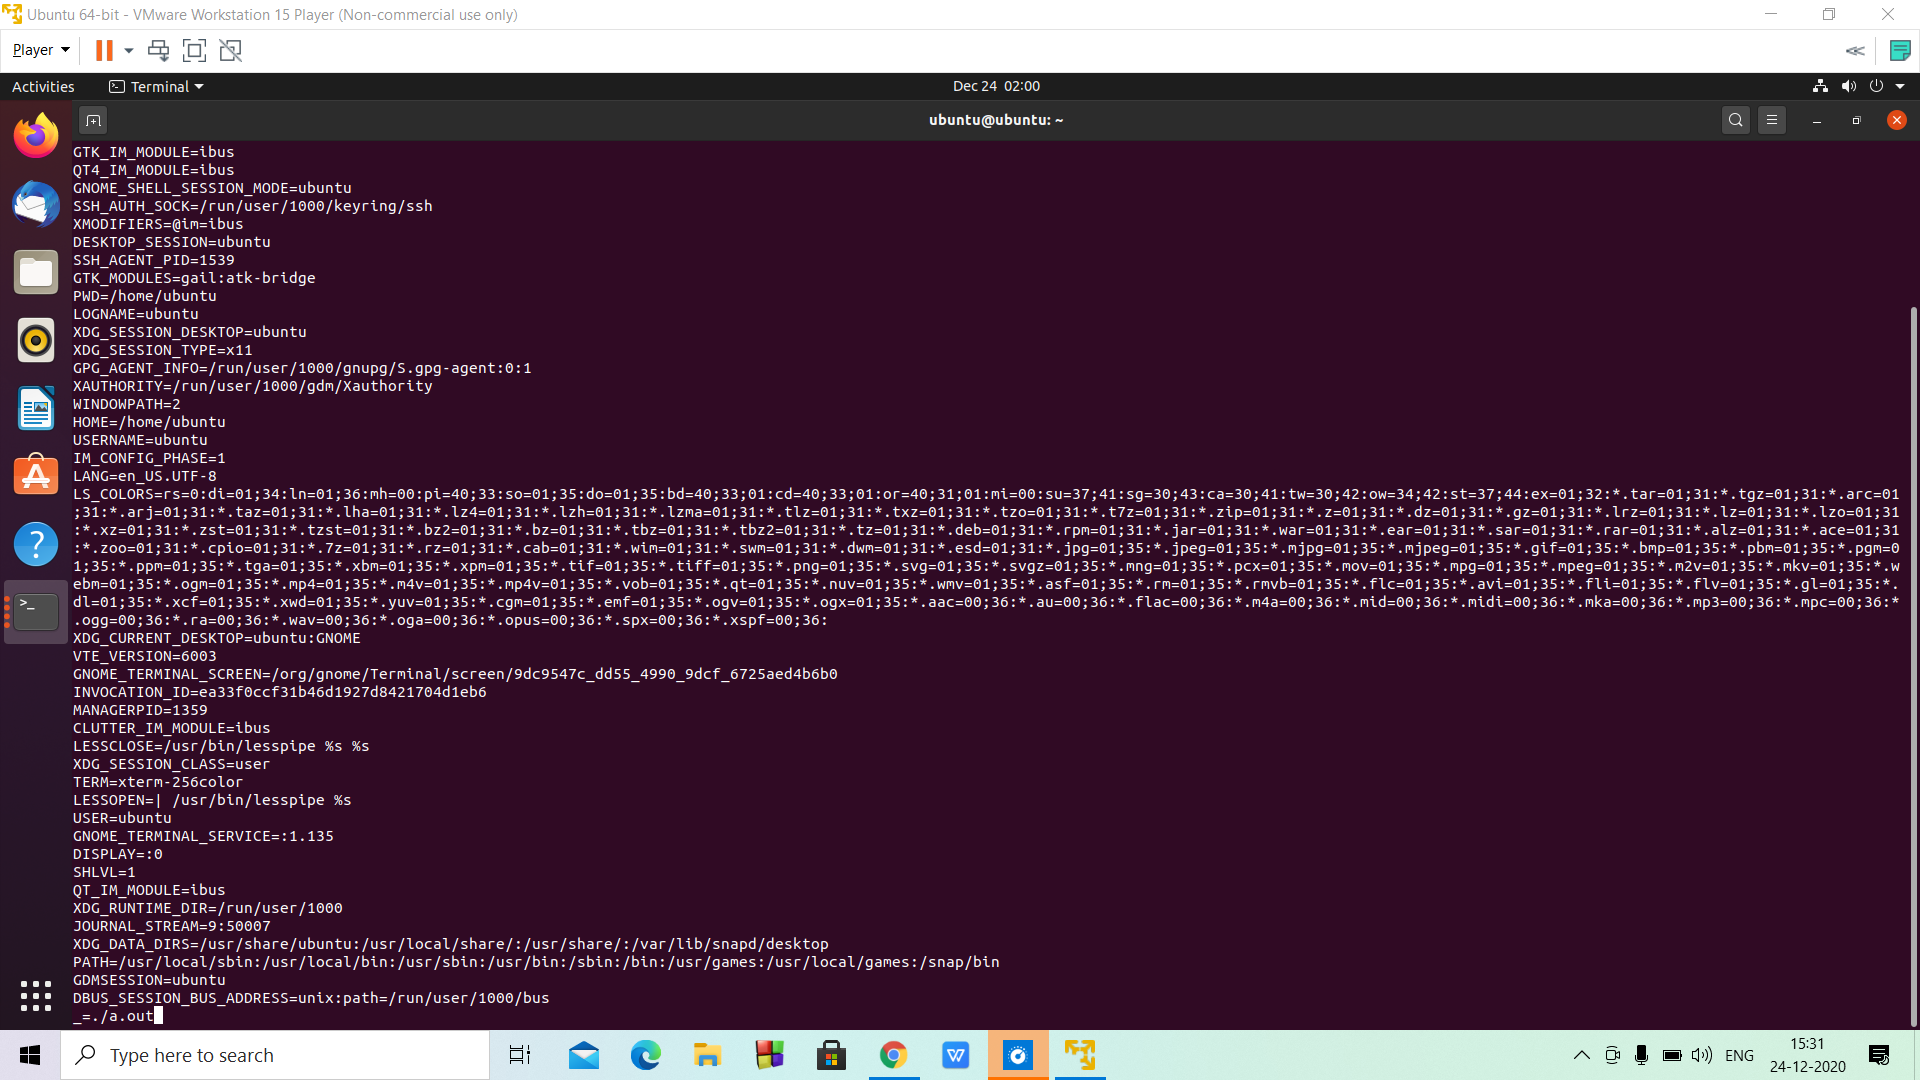 Ubuntu 64-bit - VMware Workstation 15 Player (Non-commercial use only)
Player
Activities
Terminal
Dec 24 02:00
ubuntu@ubuntu: ~
GTK_IM_MODULE=ibus
QT4_IM_MODULE=ibus
GNOME_SHELL_SESSION_MODE=ubuntu
SSH_AUTH_SOCK=/run/user/1000/keyring/ssh
XMODIFIERS=@im=ibus
DESKTOP_SESSION=ubuntu
SSH_AGENT_PID=1539
GTK_MODULES=gail:atk-bridge
PWD=/home/ubuntu
LOGNAME=ubuntu
XDG_SESSION_DESKTOP=ubuntu
XDG_SESSION_TYPE=x11
GPG_AGENT_INFO=/run/user/1000/gnupg/S.gpg-agent:0:1
XAUTHORITY=/run/user/1000/gdm/Xauthority
WINDOWPATH=2
HOME=/home/ubuntu
USERNAME=ubuntu
IM_CONFIG_PHASE=1
LANG=en_US.UTF-8
LS_COLORS=rs=0:di=01;34:ln=01;36:mh=00:pi=40;33:so=01;35:do=01;35:bd=40;33;01:cd=40;33;01:or=40;31;01:mi=00:su=37;41:sg=30;43:ca=30;41:tw=30;42:ow=34;42:st=37;44:ex=01;32:*.tar=01;31:*.tgz=01;31:*.arc=01
;31:*.arj=01;31:*.taz=01;31:*.lha=01;31:*.lz4=01;31:*.lzh=01;31:*.lzma=01;31:*.tlz=01;31:*.txz=01;31:*.tzo=01;31:*.t7z=01;31:*.zip=01;31:*.z=01;31:*.dz=01;31:*.gz=01;31:*.lrz=01;31:*.lz=01;31:*.lzo=01;31
:*.xz=01;31:*.zst=01;31:*.tzst=01;31:*.bz2=01;31:*.bz=01;31:*.tbz=01;31:*.tbz2=01;31:*.tz=01;31:*.deb=01;31:*.rpm=01;31:*.jar=01;31:*.war=01;31:*.ear=01;31:*.sar=01;31:*.rar=01;31:*.alz=01;31:*.ace=01;31
:*.zoo=01;31:*.cpio=01;31:*.7z=01;31:*.rz=01;31:*.cab=01;31:*.wim=01;31:*.swm=01;31:*.dwm=01;31:*.esd=01;31:*.jpg=01;35:*.jpeg=01;35:*.mjpg=01;35:*.mjpeg=01;35:*.gif=01;35:*.bmp=01;35:*.pbm=01;35:*.pgm=0
1;35:*.ppm=01;35:*.tga=01;35:*.xbm=01;35:*.xpm=01;35:*.tif=01;35:*.tiff=01;35:*.png=01;35:*.svg=01;35:*.svgz=01;35:*.mng=01;35:*.pcx=01;35:*.mov=01;35:*.mpg=01;35:*.mpeg=01;35:*.m2v=01;35:*.mkv=01;35:*.w
ebm=01;35:*.ogm=01;35:*.mp4=01;35:*.m4v=01;35:*.mp4v=01;35:*.vob=01;35:*.qt=01;35:*.nuv=01;35:*.wmv=01;35:*.asf=01;35:*.rm=01;35:*.rmvb=01;35:*.flc=01;35:*.avi=01;35:*.fli=01;35:*.flv=01;35:*.gl=01;35:*.
dl=01;35:*.xcf=01;35:*.xwd=01;35:*.yuv=01;35:*.cgm=01;35:*.emf=01;35:*.ogv=01;35:*.ogx=01;35:*.aac=00;36:*.au=00;36:*.flac=00;36:*.m4a=00;36:*.mid=00;36:*.midi=00;36:*.mka=00;36:*.mp3=00;36:*.mpc=00;36:*
.ogg=00;36:*.ra=00;36:*.wav=00;36:*.oga=00;36:*.opus=00;36:*.spx=00;36:*.xspf=00;36:
XDG_CURRENT_DESKTOP=ubuntu:GNOME
VTE_VERSION=6003
GNOME_TERMINAL_SCREEN=/org/gnome/Terminal/screen/9dc9547c_dd55_4990_9dcf_6725aed4b6b0
INVOCATION_ID=ea33f0ccf31b46d1927d8421704d1eb6
MANAGERPID=1359
CLUTTER_IM_MODULE=ibus
LESSCLOSE=/usr/bin/lesspipe %s %s
XDG_SESSION_CLASS=user
TERM=xterm-256color
LESSOPEN=| /usr/bin/lesspipe %s
USER=ubuntu
GNOME_TERMINAL_SERVICE=:1.135
DISPLAY=:0
SHLVL=1
QT_IM_MODULE=ibus
XDG_RUNTIME_DIR=/run/user/1000
JOURNAL_STREAM=9:50007
XDG_DATA_DIRS=/usr/share/ubuntu:/usr/local/share/:/usr/share/:/var/lib/snapd/desktop
PATH=/usr/local/sbin:/usr/local/bin:/usr/sbin:/usr/bin:/sbin:/bin:/usr/games:/usr/local/games:/snap/bin
GDMSESSION=ubuntu
DBUS_SESSION_BUS_ADDRESS=unix:path=/run/user/1000/bus
_=./a.out
Type here to search
ENG
15:31
24-12-2020